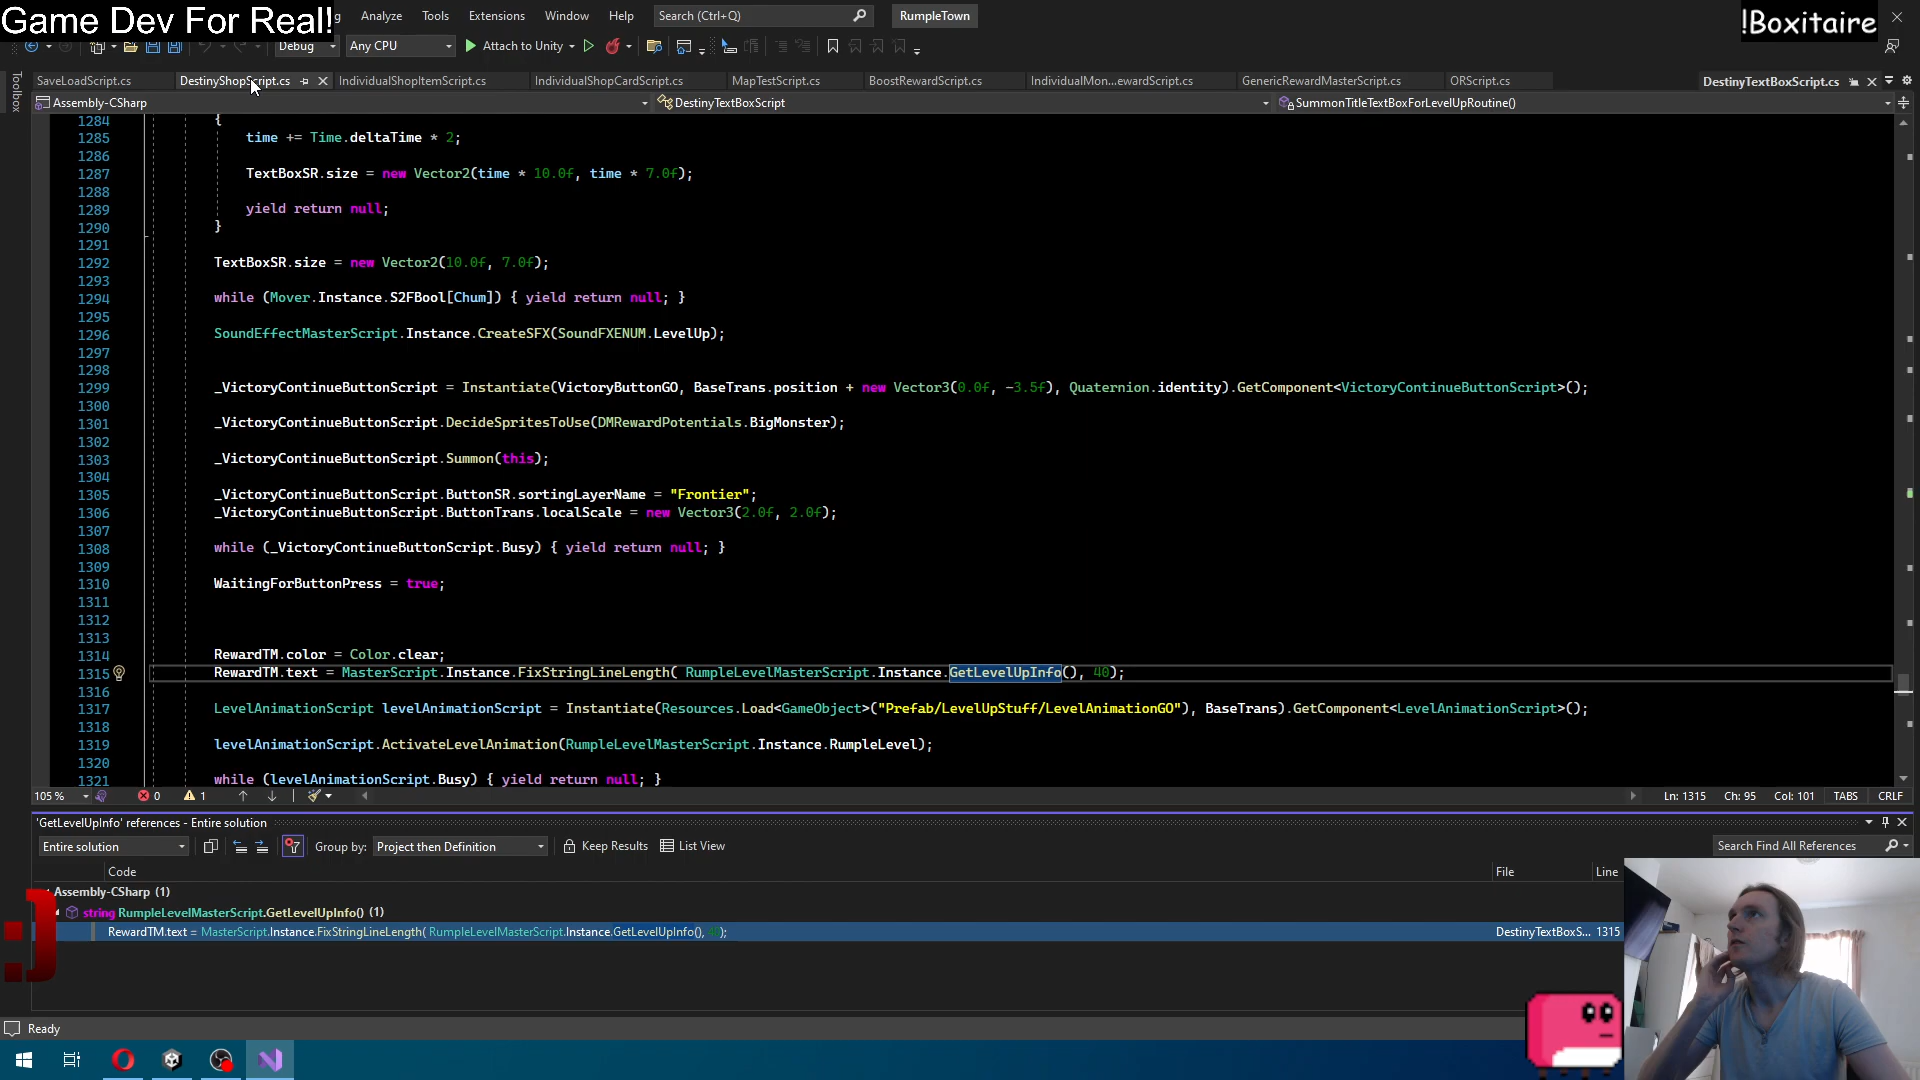 Game Dev For Real!
Analyze Tools Extensions Window Help Search (Ctrl+Q) RumpleTown
!Boxitaire
Debug Any CPU Attach to Unity
SaveLoadScript.cs DestinyShopScript.cs IndividualShopItemScript.cs IndividualShopCardScript.cs MapTestScript.cs BoostRewardScript.cs IndividualMon...ewardScript.cs GenericRewardMasterScript.cs ORScript.cs DestinyTextBoxScript.cs
Toolbox
Assembly-CSharp DestinyTextBoxScript SummonTitleTextBoxForLevelUpRoutine()
1284 {
1285 time += Time.deltaTime * 2;
1286
1287 TextBoxSR.size = new Vector2(time * 10.0f, time * 7.0f);
1288
1289 yield return null;
1290 }
1291
1292 TextBoxSR.size = new Vector2(10.0f, 7.0f);
1293
1294 while (Mover.Instance.S2FBool[Chum]) { yield return null; }
1295
1296 SoundEffectMasterScript.Instance.CreateSFX(SoundFXENUM.LevelUp);
1297
1298
1299 _VictoryContinueButtonScript = Instantiate(VictoryButtonGO, BaseTrans.position + new Vector3(0.0f, -3.5f), Quaternion.identity).GetComponent<VictoryContinueButtonScript>();
1300
1301 _VictoryContinueButtonScript.DecideSpritesToUse(DMRewardPotentials.BigMonster);
1302
1303 _VictoryContinueButtonScript.Summon(this);
1304
1305 _VictoryContinueButtonScript.ButtonSR.sortingLayerName = "Frontier";
1306 _VictoryContinueButtonScript.ButtonTrans.localScale = new Vector3(2.0f, 2.0f);
1307
1308 while (_VictoryContinueButtonScript.Busy) { yield return null; }
1309
1310 WaitingForButtonPress = true;
1311
1312
1313
1314 RewardTM.color = Color.clear;
1315 RewardTM.text = MasterScript.Instance.FixStringLineLength( RumpleLevelMasterScript.Instance.GetLevelUpInfo(), 40);
1316
1317 LevelAnimationScript levelAnimationScript = Instantiate(Resources.Load<GameObject>("Prefab/LevelUpStuff/LevelAnimationGO"), BaseTrans).GetComponent<LevelAnimationScript>();
1318
1319 levelAnimationScript.ActivateLevelAnimation(RumpleLevelMasterScript.Instance.RumpleLevel);
1320
1321 while (levelAnimationScript.Busy) { yield return null; }
105 % 0 1 Ln: 1315 Ch: 95 Col: 101 TABS CRLF
'GetLevelUpInfo' references - Entire solution
Entire solution Group by: Project then Definition Keep Results List View Search Find All References
Code File Line
Assembly-CSharp (1)
string RumpleLevelMasterScript.GetLevelUpInfo() (1)
RewardTM.text = MasterScript.Instance.FixStringLineLength( RumpleLevelMasterScript.Instance.GetLevelUpInfo(), 40); DestinyTextBoxS... 1315
:)
Ready